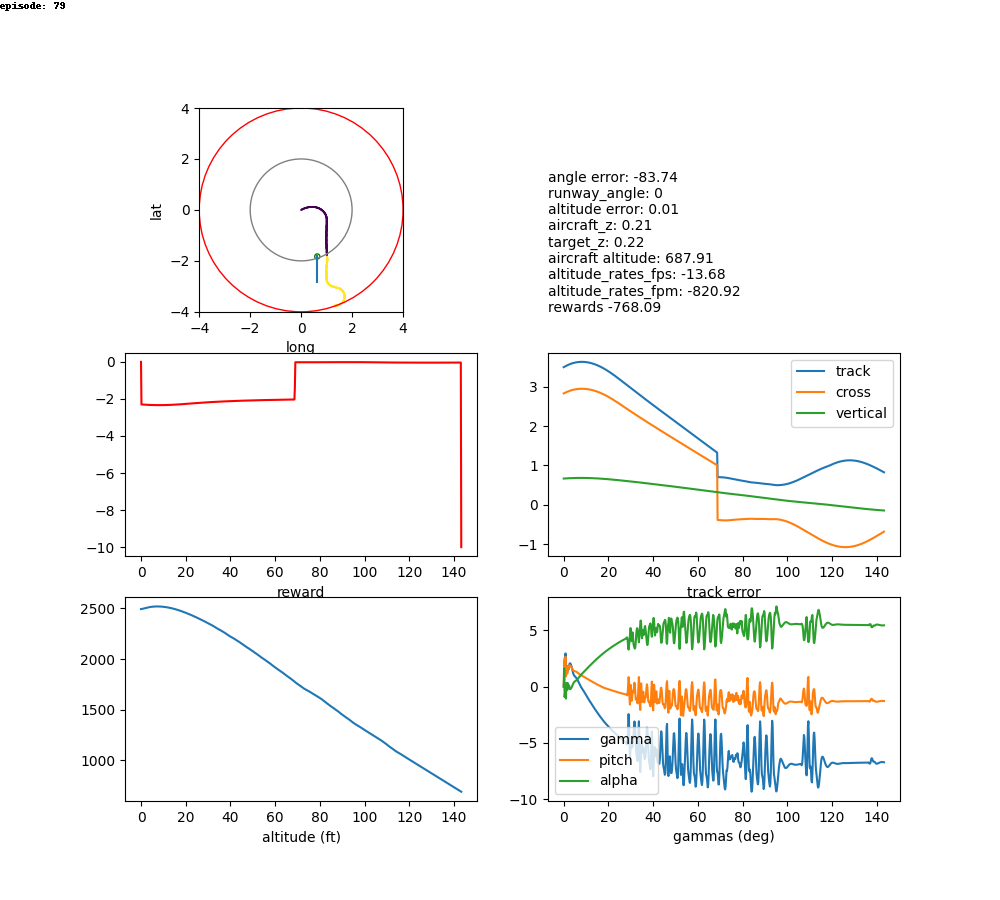 episode: 79
4
2
0
−2
−4
lat
−4 −2 0 2 4
long
angle error: -83.74
runway_angle: 0
altitude error: 0.01
aircraft_z: 0.21
target_z: 0.22
aircraft altitude: 687.91
altitude_rates_fps: -13.68
altitude_rates_fpm: -820.92
rewards -768.09
0
−2
−4
−6
−8
−10
0 20 40 60 80 100 120 140
reward
3
2
1
0
−1
track
cross
vertical
0 20 40 60 80 100 120 140
track error
2500
2000
1500
1000
0 20 40 60 80 100 120 140
altitude (ft)
5
0
−5
−10
gamma
pitch
alpha
0 20 40 60 80 100 120 140
gammas (deg)